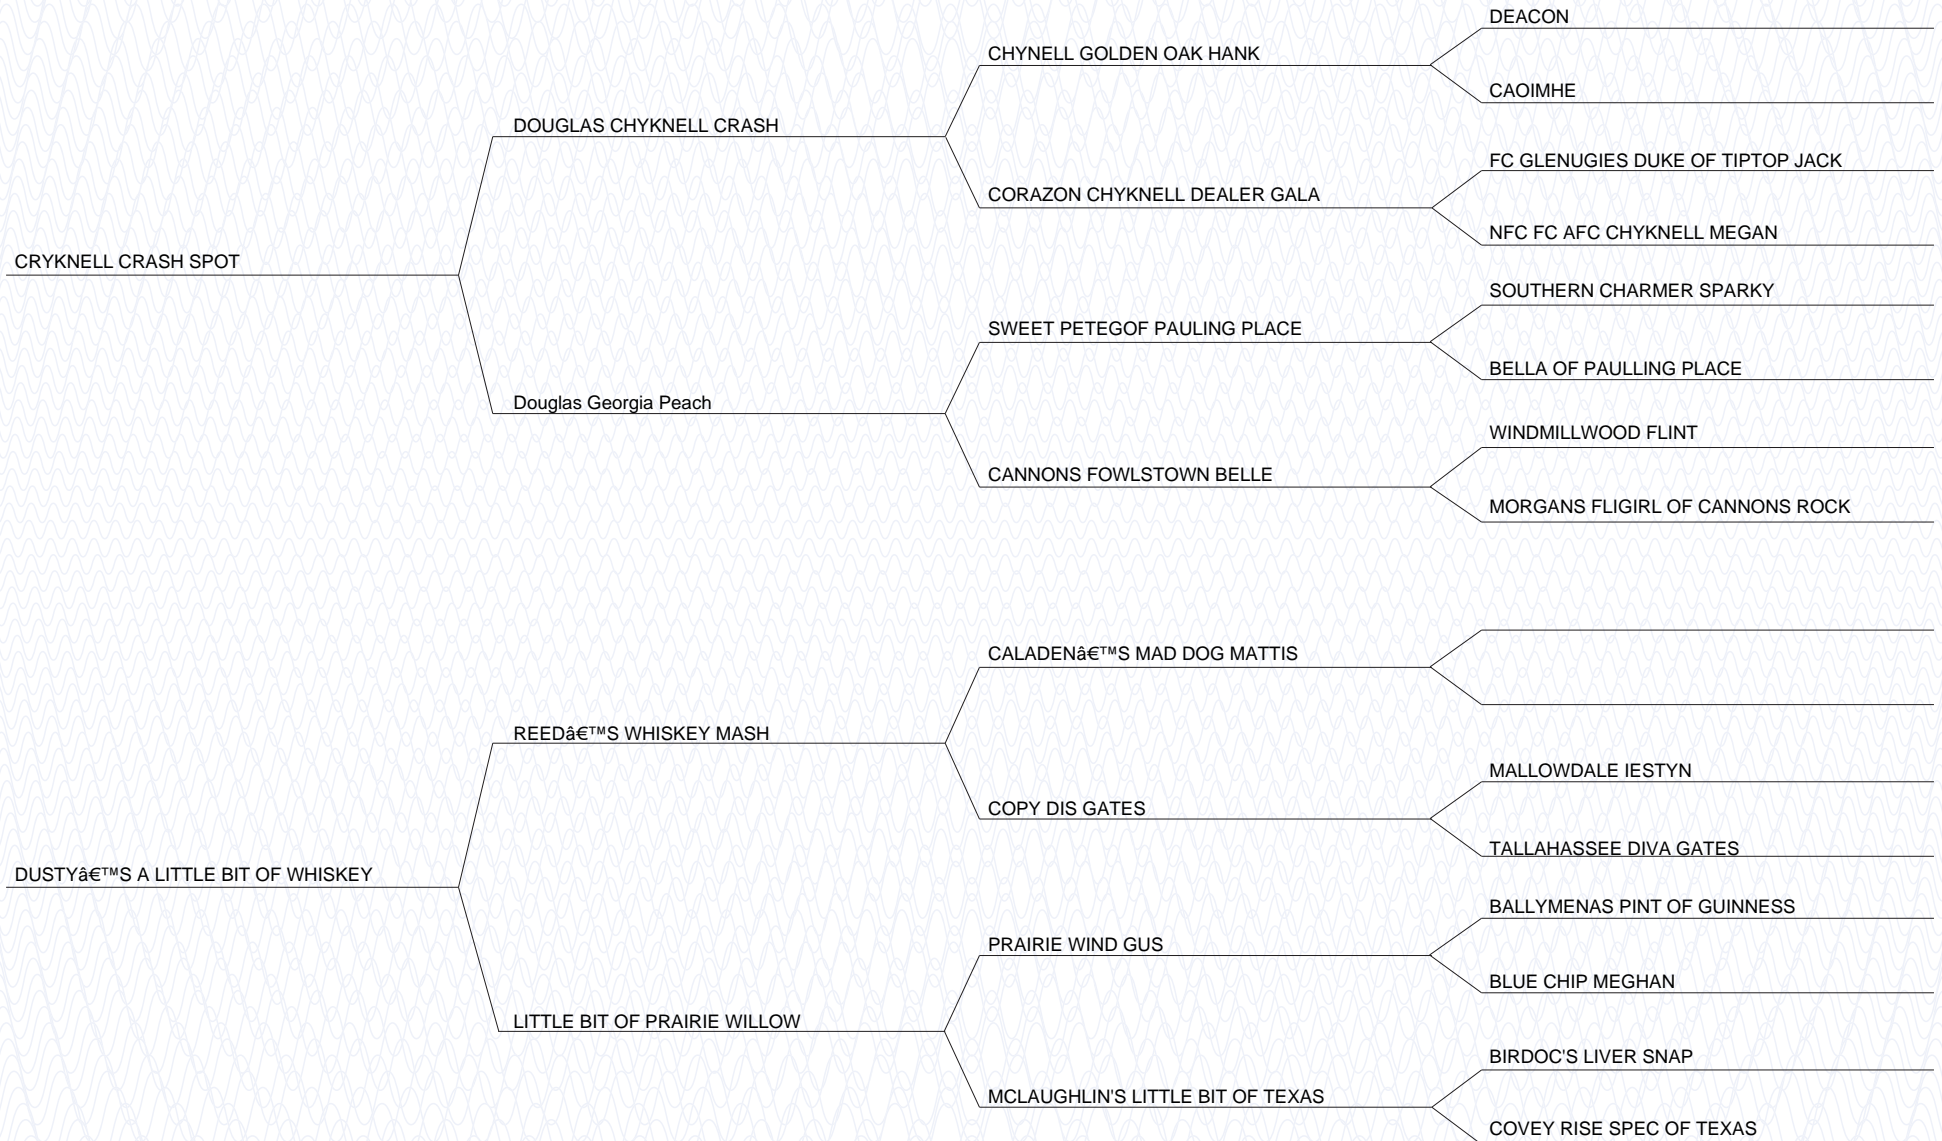 DEACON
CHYNELL GOLDEN OAK HANK
CAOIMHE
DOUGLAS CHYKNELL CRASH
FC GLENUGIES DUKE OF TIPTOP JACK
CORAZON CHYKNELL DEALER GALA
NFC FC AFC CHYKNELL MEGAN
CRYKNELL CRASH SPOT
SOUTHERN CHARMER SPARKY
SWEET PETEGOF PAULING PLACE
BELLA OF PAULLING PLACE
Douglas Georgia Peach
WINDMILLWOOD FLINT
CANNONS FOWLSTOWN BELLE
MORGANS FLIGIRL OF CANNONS ROCK
CALADENâ€™S MAD DOG MATTIS
REEDâ€™S WHISKEY MASH
MALLOWDALE IESTYN
COPY DIS GATES
TALLAHASSEE DIVA GATES
DUSTYâ€™S A LITTLE BIT OF WHISKEY
BALLYMENAS PINT OF GUINNESS
PRAIRIE WIND GUS
BLUE CHIP MEGHAN
LITTLE BIT OF PRAIRIE WILLOW
BIRDOC'S LIVER SNAP
MCLAUGHLIN'S LITTLE BIT OF TEXAS
COVEY RISE SPEC OF TEXAS